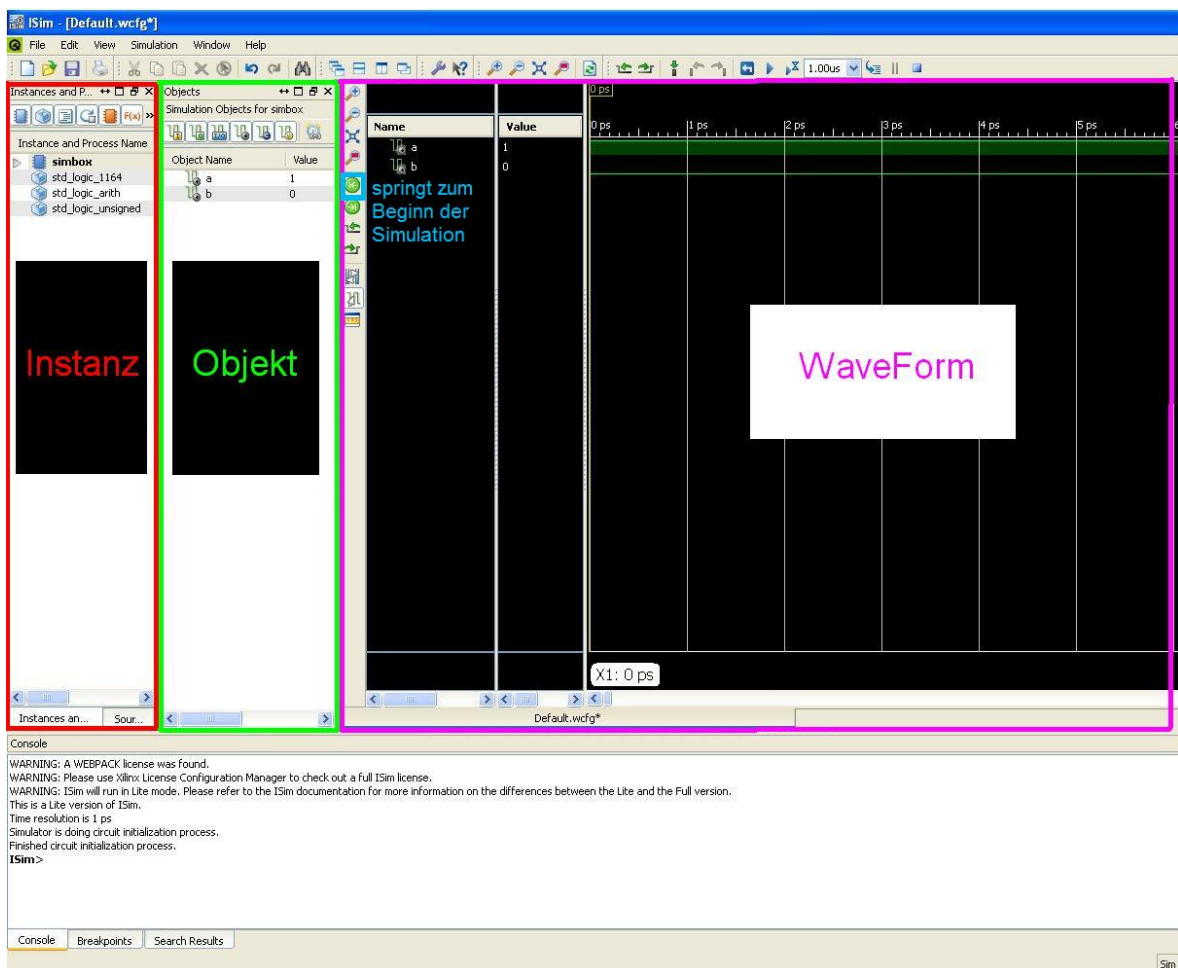 ISim - [Default.wcfg*]
File Edit View Simulation Window Help
1.00us
Instances and P...
Objects
Simulation Objects for simbox
F(x) »
Instance and Process Name
simbox
std_logic_1164
std_logic_arith
std_logic_unsigned
Object Name Value
a 1
b 0
Name Value
a 1
b 0
springt zum
Beginn der
Simulation
0 ps
0 ps 1 ps 2 ps 3 ps 4 ps 5 ps 6
Instanz
Objekt
WaveForm
X1: 0 ps
Instances an... Sour...
Default.wcfg*
Console
WARNING: A WEBPACK license was found.
WARNING: Please use Xilinx License Configuration Manager to check out a full ISim license.
WARNING: ISim will run in Lite mode. Please refer to the ISim documentation for more information on the differences between the Lite and the Full version.
This is a Lite version of ISim.
Time resolution is 1 ps
Simulator is doing circuit initialization process.
Finished circuit initialization process.
ISim>
Console Breakpoints Search Results
Sim